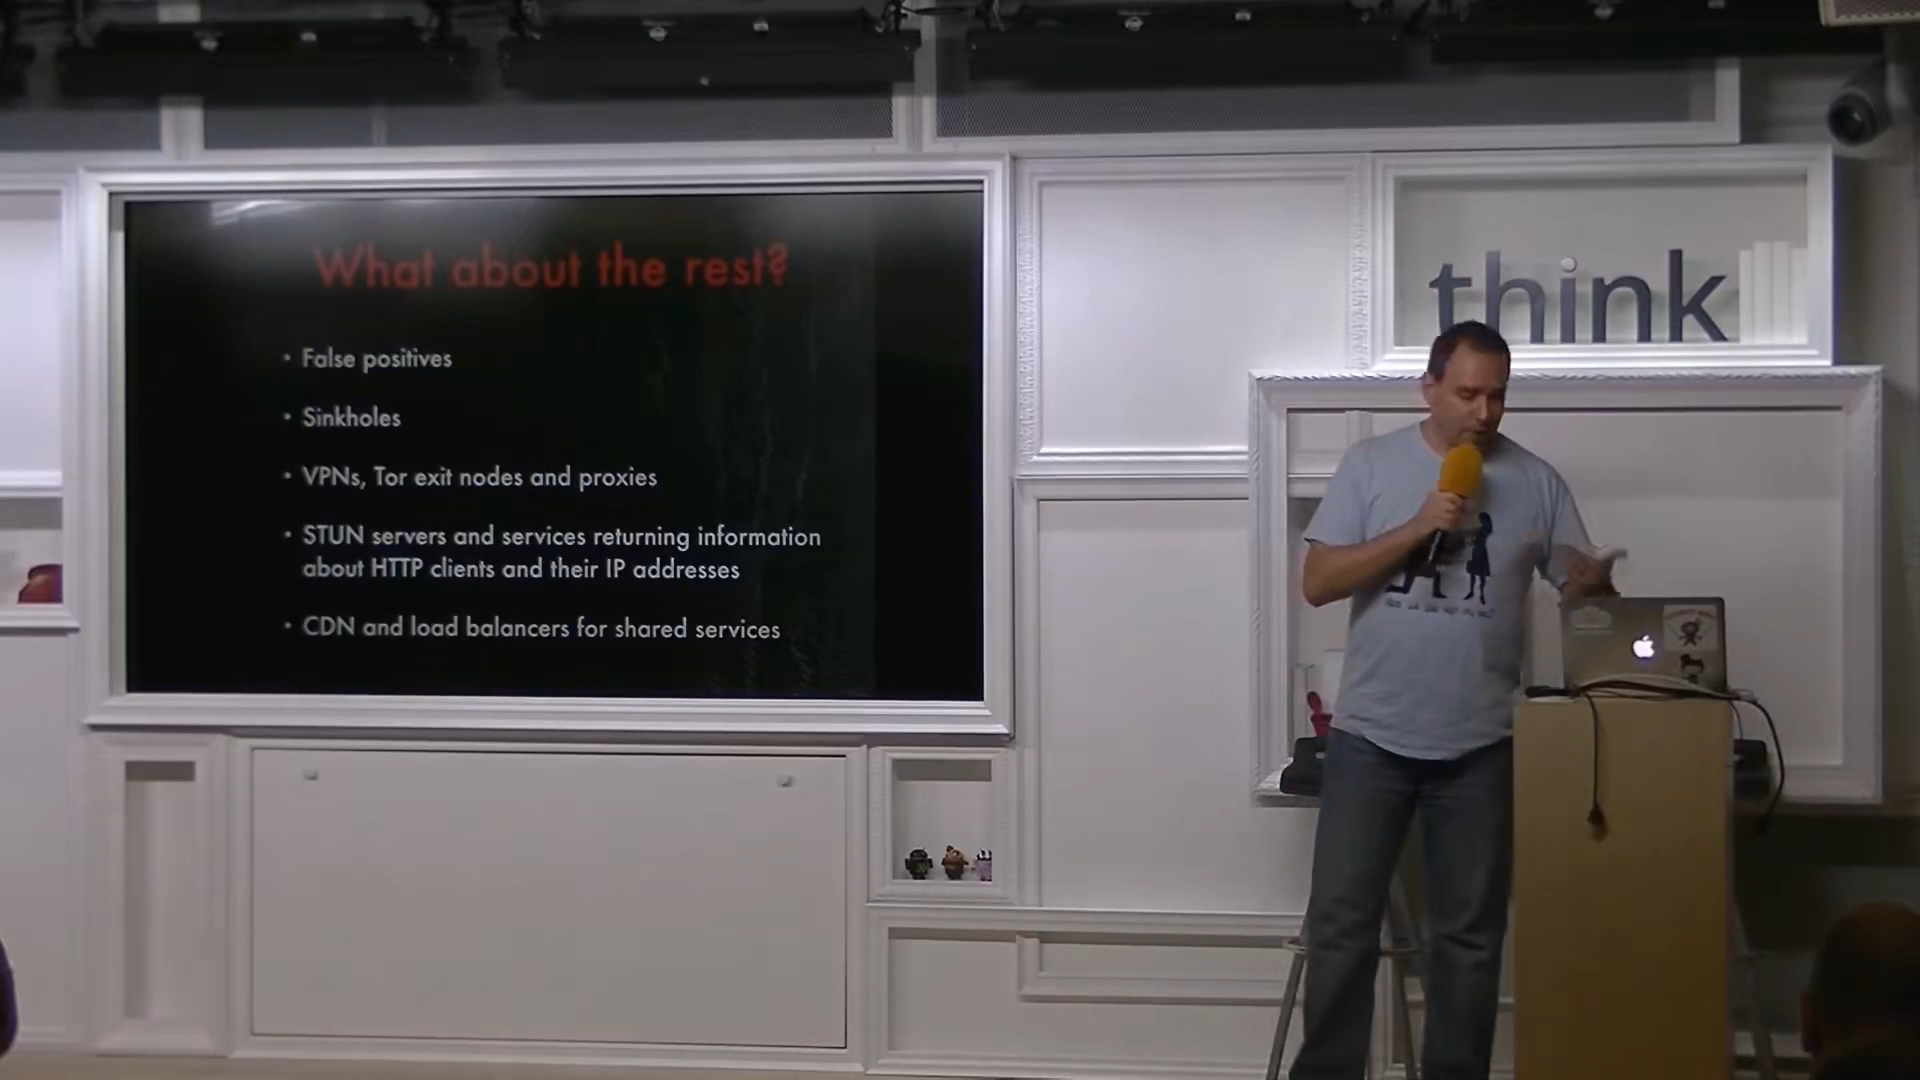 What about the rest?
• False positives
• Sinkholes
• VPNs, Tor exit nodes and proxies
• STUN servers and services returning information
about HTTP clients and their IP addresses
• CDN and load balancers for shared services
think